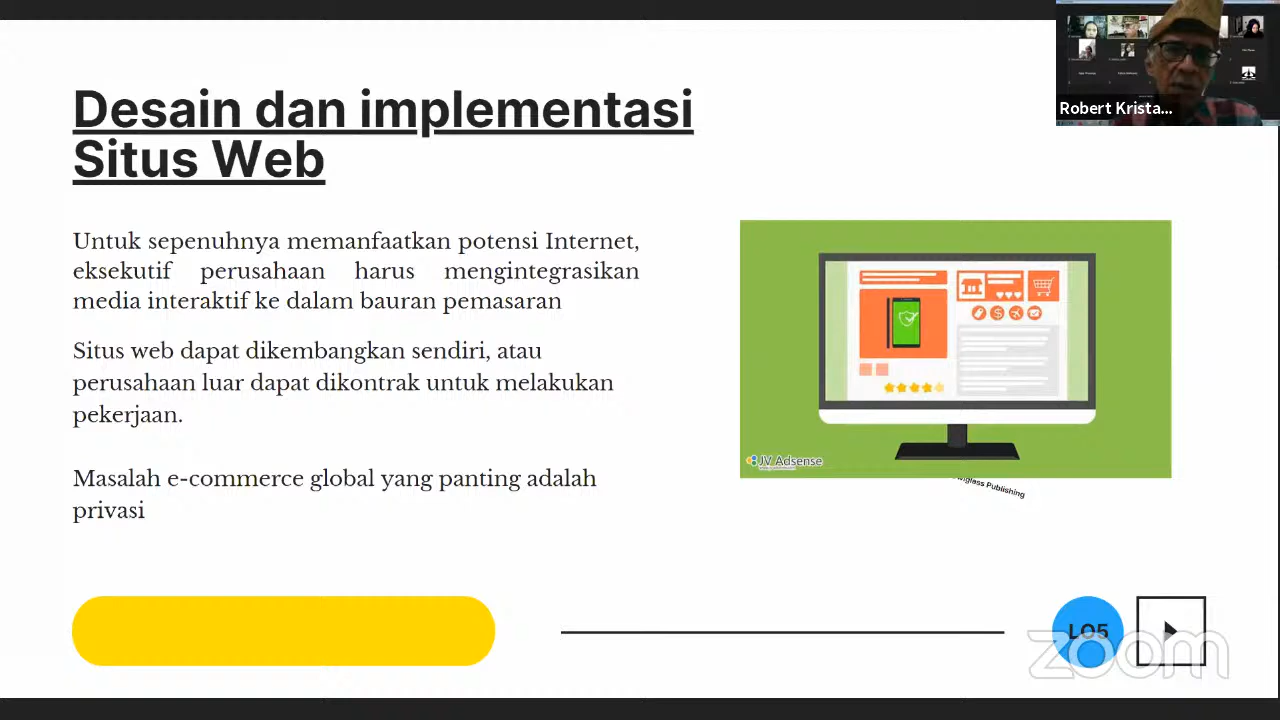 Robert Krista...
Desain dan implementasi
Situs Web
Untuk sepenuhnya memanfaatkan potensi Internet,
eksekutif perusahaan harus mengintegrasikan
media interaktif ke dalam bauran pemasaran
Situs web dapat dikembangkan sendiri, atau
perusahaan luar dapat dikontrak untuk melakukan
pekerjaan.
Masalah e-commerce global yang panting adalah
privasi
JV Adsense
Publishing
LO5
zoom